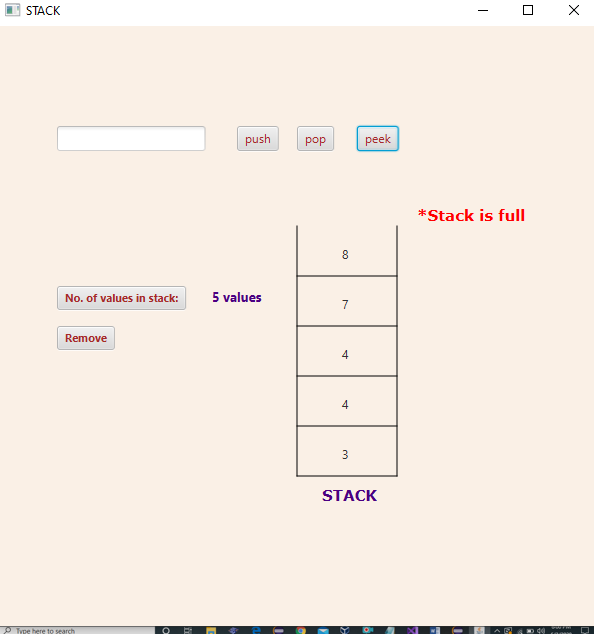 STACK
push pop peek
*Stack is full
8
No. of values in stack: 5 values
7
Remove
4
4
3
STACK
Type here to search